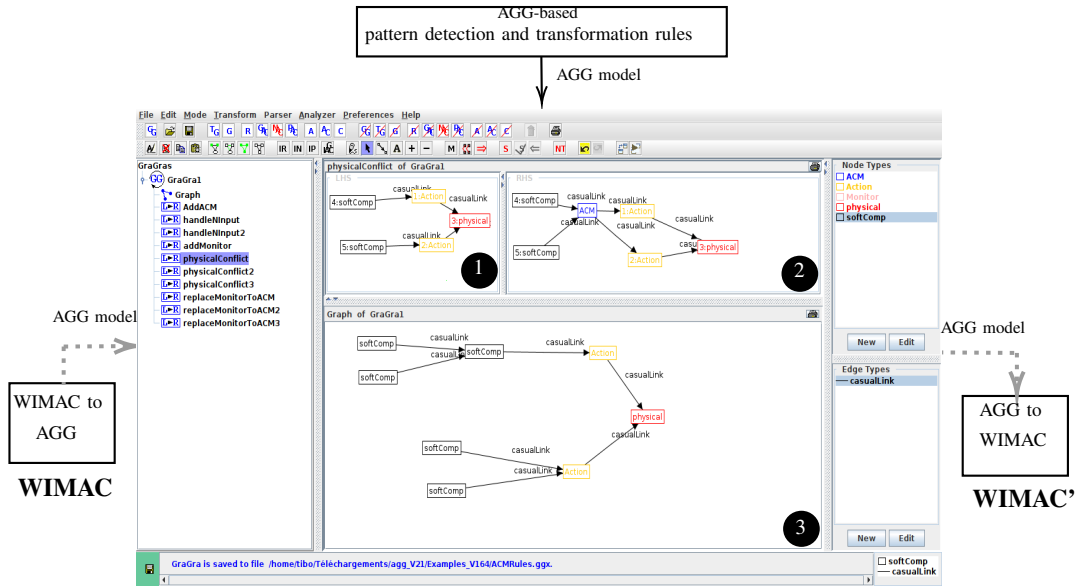 AGG-based
pattern detection and transformation rules
AGG model
File Edit Mode Transform Parser Analyzer Preferences Help
GraGras
GraGra1
Graph
AddACM
handleNInput
handleNInput2
addMonitor
physicalConflict
physicalConflict2
physicalConflict3
replaceMonitorToACM
replaceMonitorToACM2
replaceMonitorToACM3
physicalConflict of GraGra1
LHS
4:softComp
casualLink
1:Action
casualLink
3:physical
casualLink
5:softComp
2:Action
1
RHS
4:softComp
casualLink
casualLink
ACM
1:Action
casualLink
casualLink
5:softComp
3:physical
2:Action
2
Graph of GraGra1
softComp
casualLink
casualLink
softComp
casualLink
Action
softComp
casualLink
physical
casualLink
softComp
casualLink
casualLink
Action
softComp
3
Node Types
ACM
Action
Monitor
physical
softComp
New Edit
Edge Types
casualLink
New Edit
AGG model
WIMAC to
AGG
WIMAC
AGG model
AGG to
WIMAC
WIMAC'
GraGra is saved to file /home/tibo/Téléchargements/agg_V21/Examples_V164/ACMRules.ggx.
softComp
casualLink